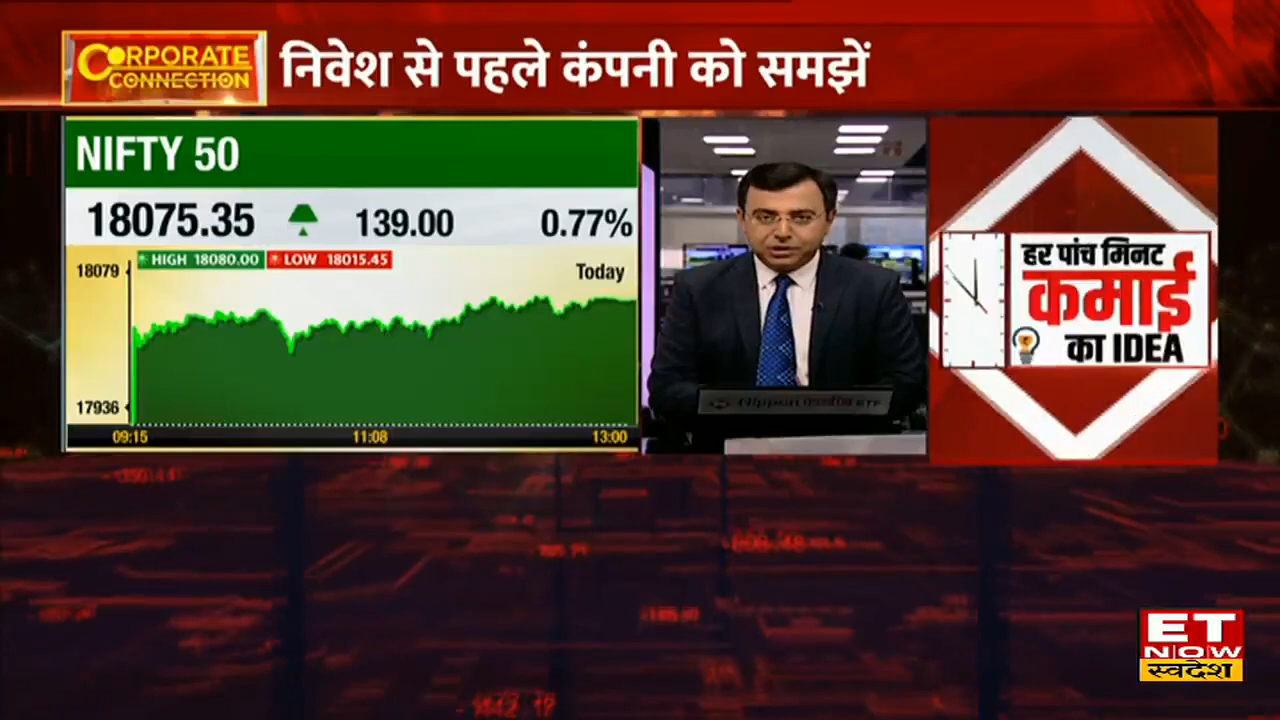 CORPORATE
CONNECTION
निवेश से पहले कंपनी को समझें
NIFTY 50
18075.35 139.00 0.77%
HIGH 18080.00 LOW 18015.45
18079
Today
17936
09:15 11:08 13:00
हर पांच मिनट
कमाई
का IDEA
ET
NOW
स्वदेश